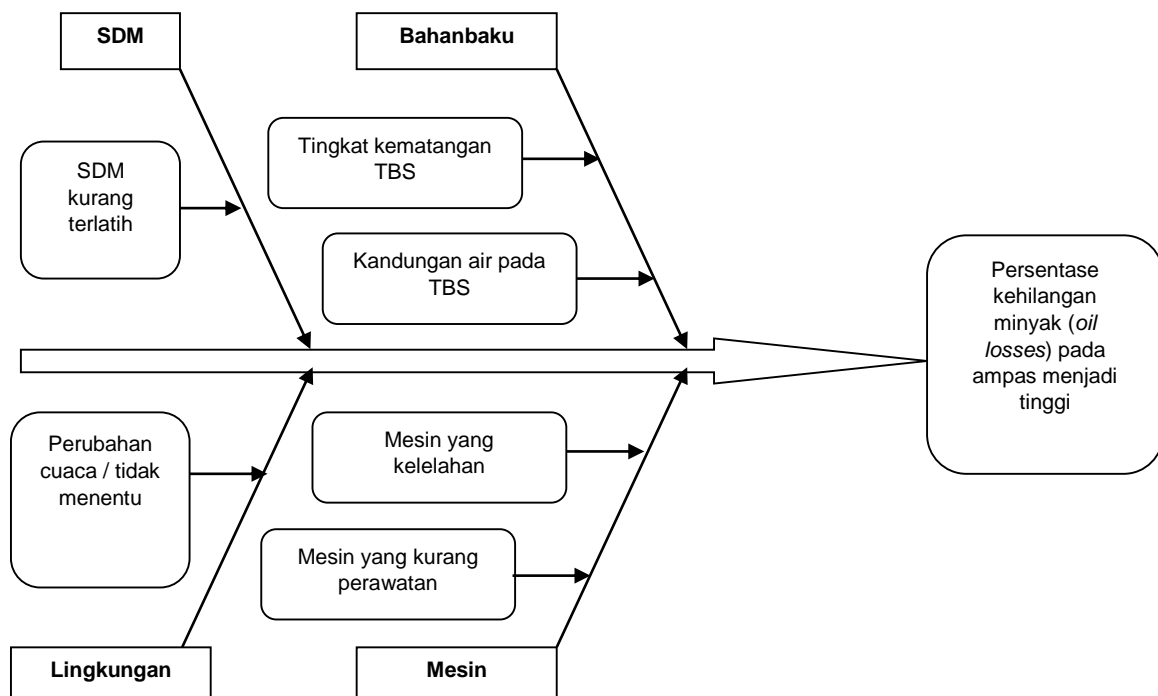 SDM
Bahanbaku
Tingkat kematangan
TBS
SDM
kurang
terlatih
Kandungan air pada
TBS
Persentase
kehilangan
minyak (oil
losses) pada
ampas menjadi
tinggi
Perubahan
cuaca / tidak
menentu
Mesin yang
kelelahan
Mesin yang kurang
perawatan
Lingkungan
Mesin